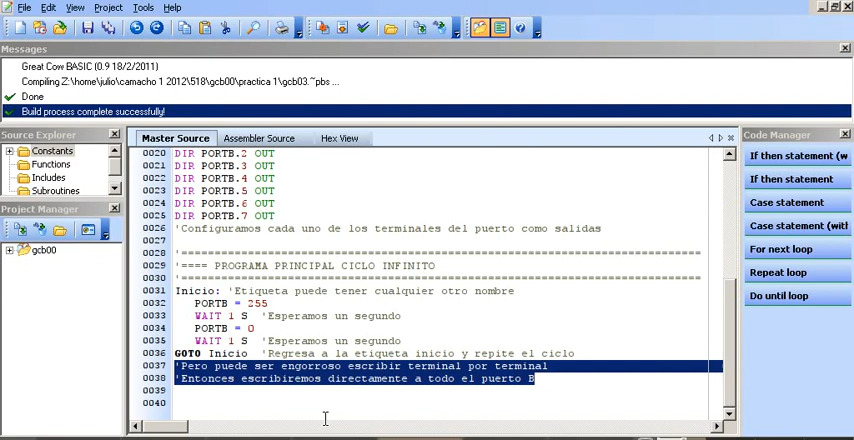 File Edit View Project Tools Help
Messages
Great Cow BASIC (0.9 18/2/2011)
Compiling Z:\home\julio\camacho 1 2012\518\gcb00\practica 1\gcb03.~pbs ...
Done
Build process complete successfully!
Source Explorer
Constants
Functions
Includes
Subroutines
Project Manager
gcb00
Master Source Assembler Source Hex View
0020 DIR PORTB.2 OUT
0021 DIR PORTB.3 OUT
0022 DIR PORTB.4 OUT
0023 DIR PORTB.5 OUT
0024 DIR PORTB.6 OUT
0025 DIR PORTB.7 OUT
0026 'Configuramos cada uno de los terminales del puerto como salidas
0027
0028 '===============================================================
0029 '==== PROGRAMA PRINCIPAL CICLO INFINITO
0030 '===============================================================
0031 Inicio: 'Etiqueta puede tener cualquier otro nombre
0032 PORTB = 255
0033 WAIT 1 S 'Esperamos un segundo
0034 PORTB = 0
0035 WAIT 1 S 'Esperamos un segundo
0036 GOTO Inicio 'Regresa a la etiqueta inicio y repite el ciclo
0037 'Pero puede ser engorroso escribir terminal por terminal
0038 'Entonces escribiremos directamente a todo el puerto B
0039
0040
Code Manager
If then statement (w
If then statement
Case statement
Case statement (with
For next loop
Repeat loop
Do until loop